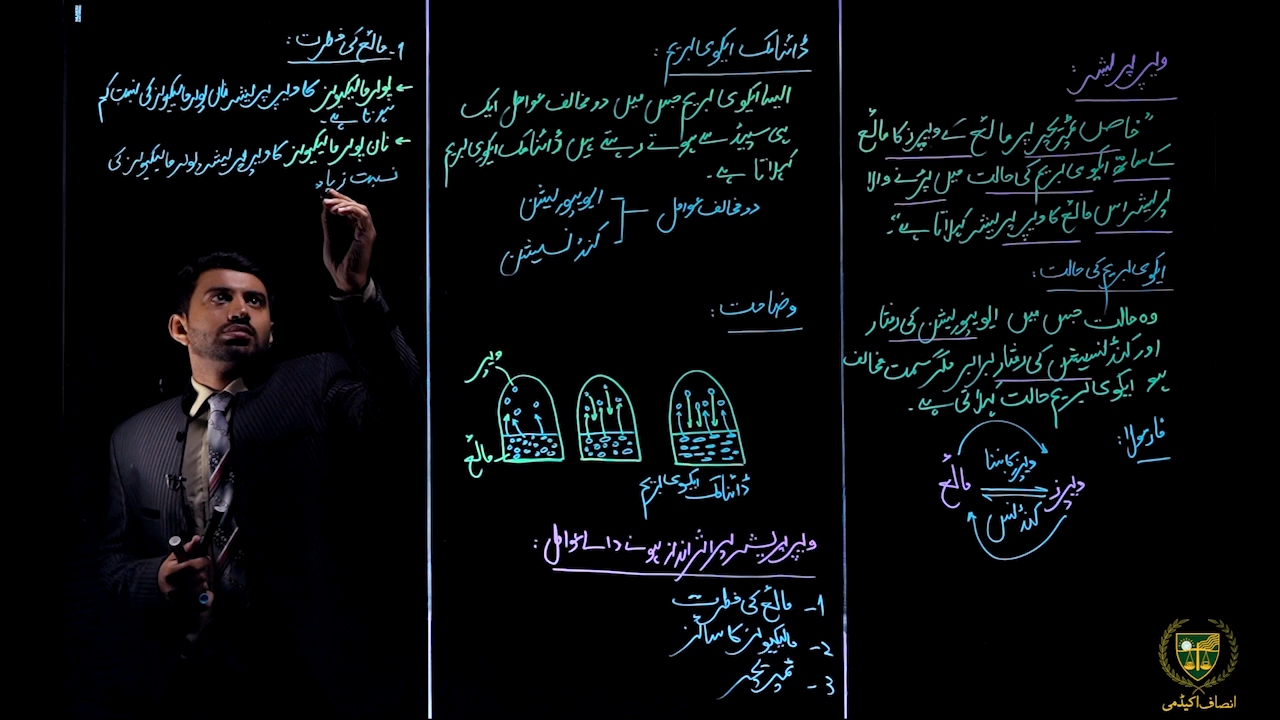 ویپر پریشر:
"خاص ٹمپریچر پر مائع کے ویپرز کا مائع
کے ساتھ ایکوی لبریم کی حالت میں پڑنے والا
پریشر اس مائع کا ویپر پریشر کہلاتا ہے۔"
ایکوی لبریم کی حالت:
وہ حالت جس میں ایویپوریشن کی رفتار
اور کنڈنسیشن کی رفتار برابر مگر سمت مخالف
ہو ایکوی لبریم حالت کہلاتی ہے۔
فارمولا:
مائع
ویپرز کا بننا
ویپرز
کنڈنس
ڈائنامک ایکوی لبریم:
ایسا ایکوی لبریم جس میں دو مخالف عوامل ایک
ہی سپیڈ سے ہوتے رہتے ہیں ڈائنامک ایکوی لبریم
کہلاتا ہے۔
دو مخالف عوامل
ایویپوریشن
کنڈنسیشن
وضاحت:
ویپر
مائع
ڈائنامک ایکوی لبریم
ویپر پریشر پر اثر انداز ہونے والے عوامل:
1- مائع کی فطرت
2- مالیکیولز کا سائز
3- ٹمپریچر
1- مائع کی فطرت:
← پولر مالیکیولز کا ویپر پریشر نان پولر مالیکیولز کی نسبت کم
ہوتا ہے۔
← نان پولر مالیکیولز کا ویپر پریشر پولر مالیکیولز کی
نسبت زیاد
انصاف اکیڈمی